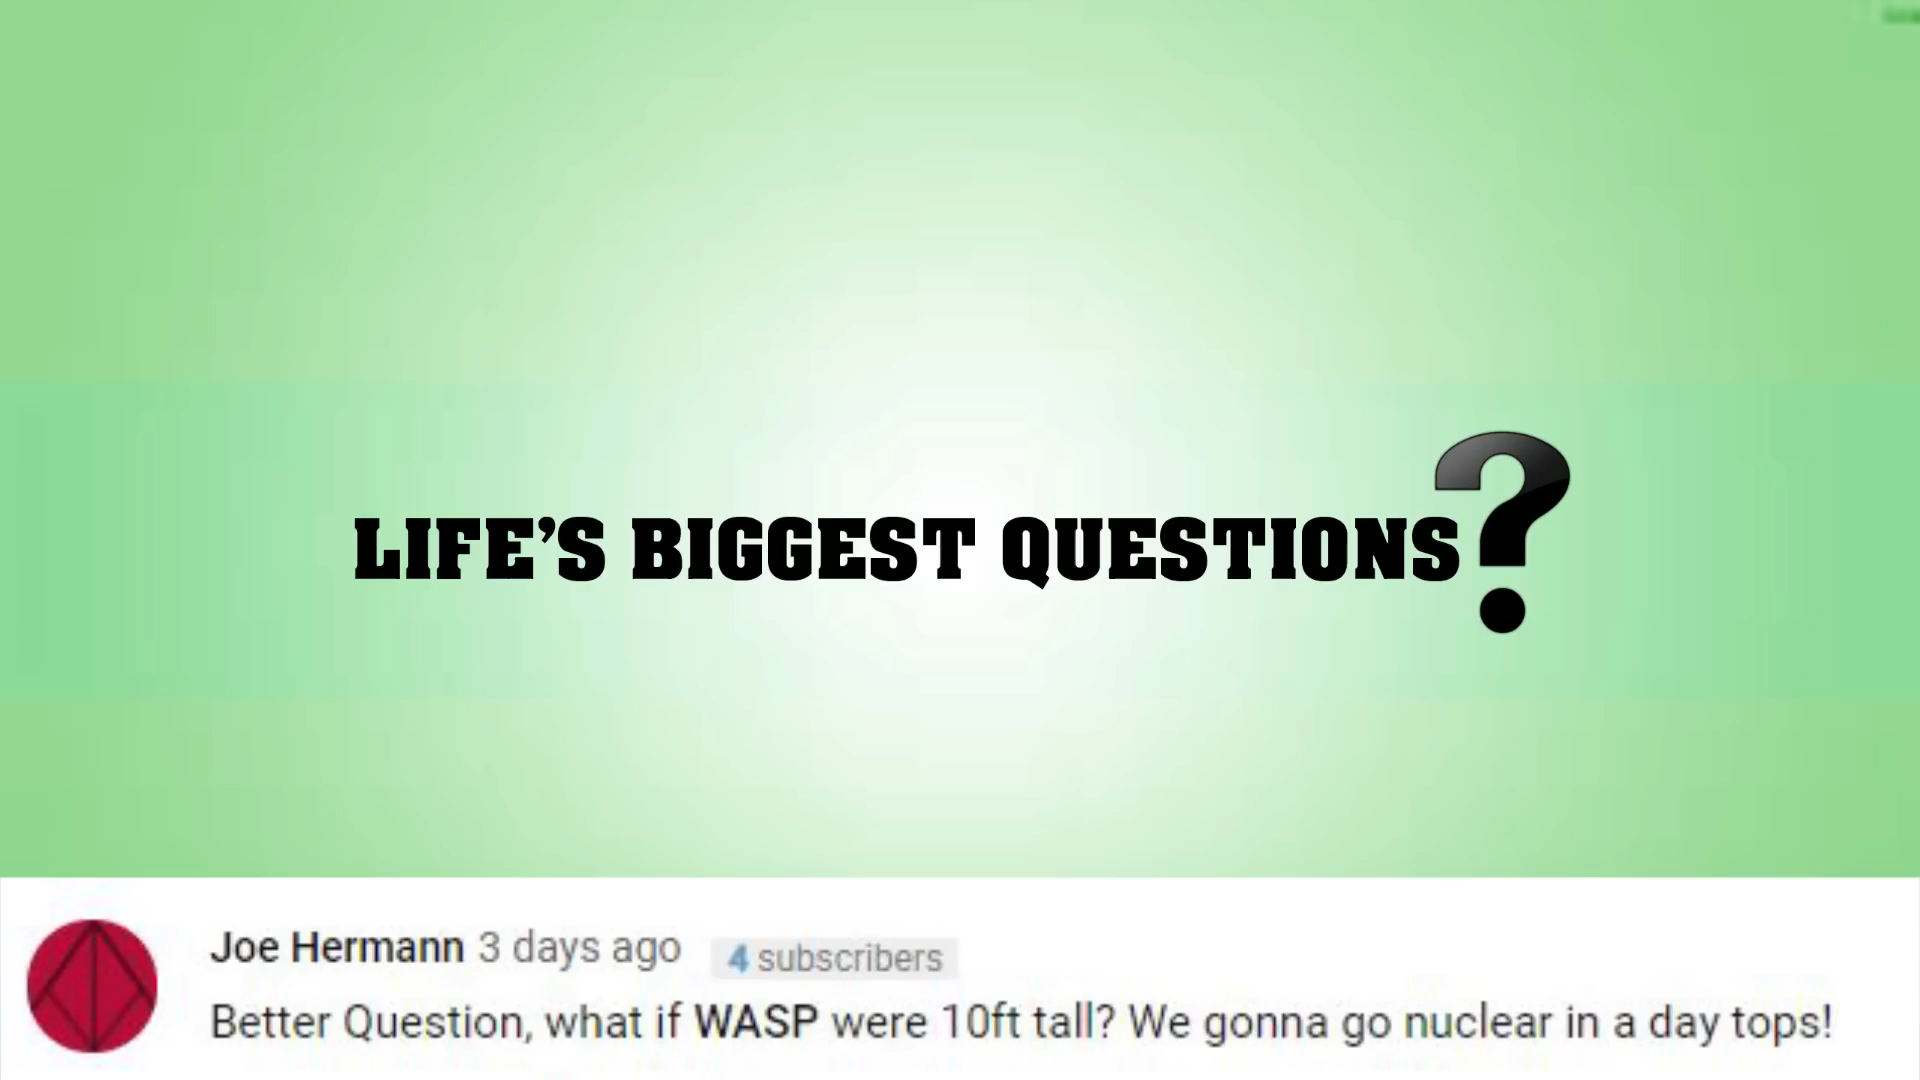 LIFE’S BIGGEST QUESTIONS?
Joe Hermann 3 days ago 4 subscribers
Better Question, what if WASP were 10ft tall? We gonna go nuclear in a day tops!